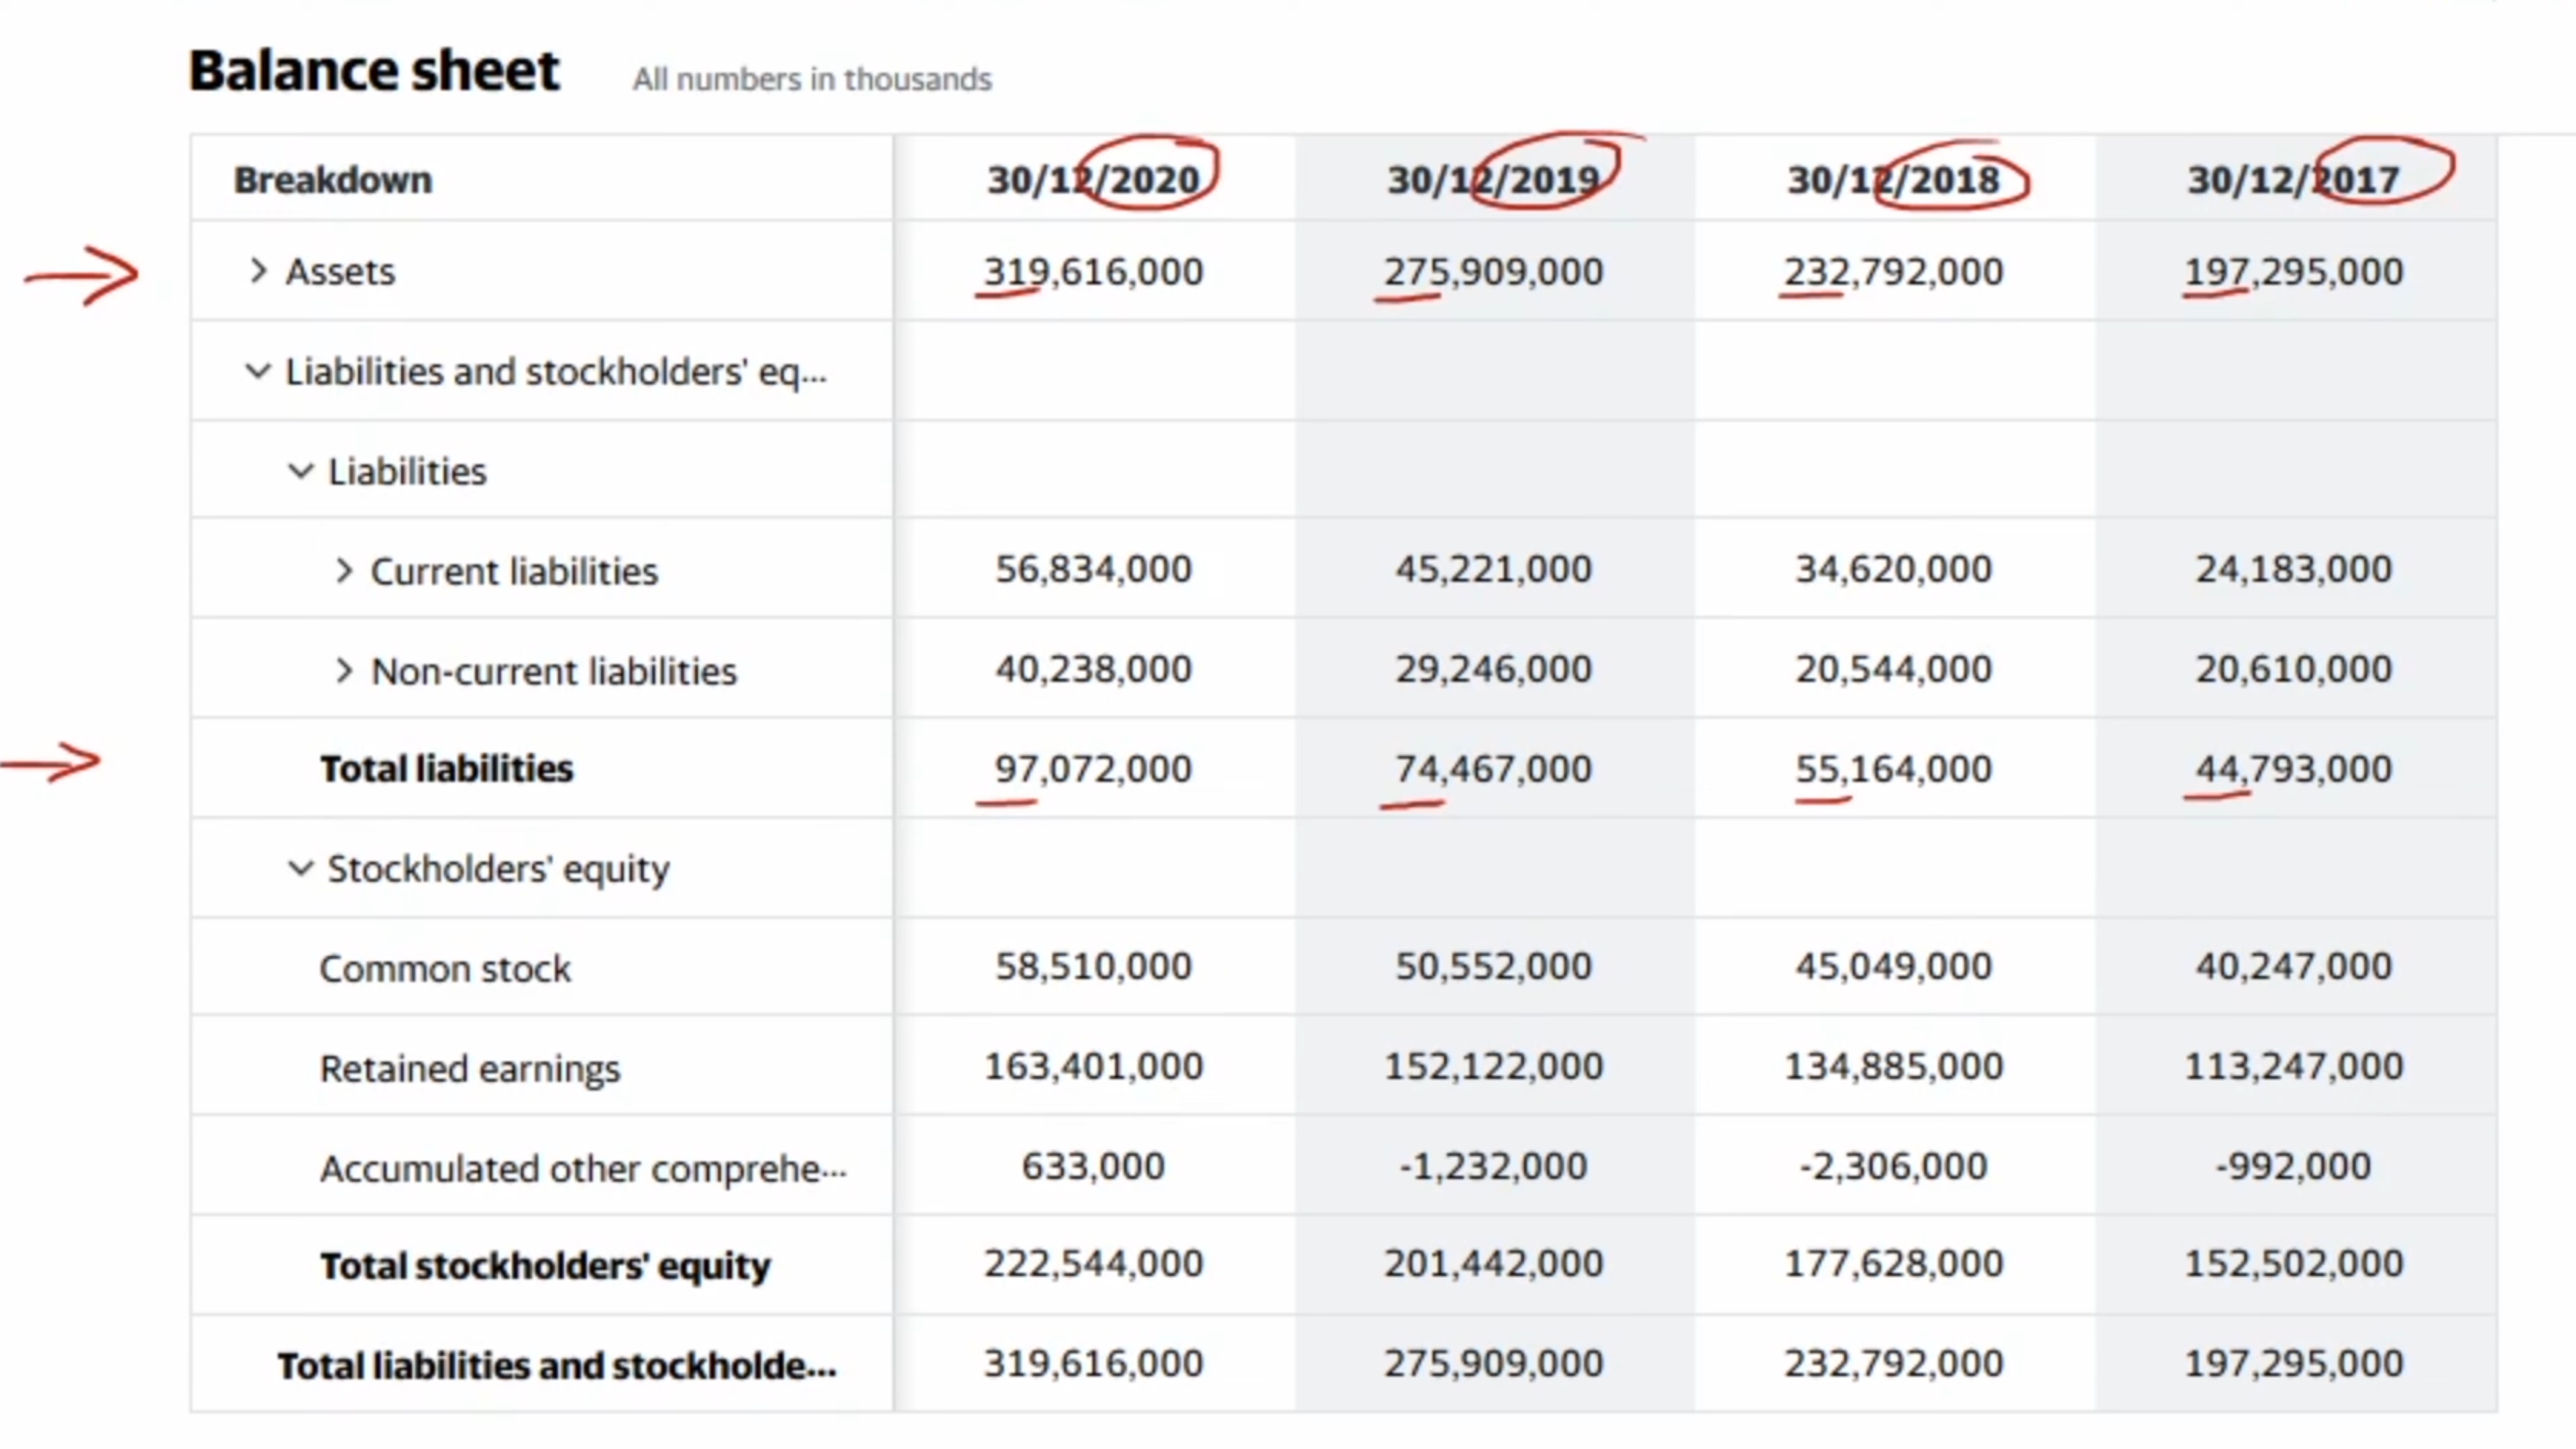 Balance sheet All numbers in thousands
Breakdown 30/12/2020 30/12/2019 30/12/2018 30/12/2017
Assets 319,616,000 275,909,000 232,792,000 197,295,000
Liabilities and stockholders' eq...
Liabilities
Current liabilities 56,834,000 45,221,000 34,620,000 24,183,000
Non-current liabilities 40,238,000 29,246,000 20,544,000 20,610,000
Total liabilities 97,072,000 74,467,000 55,164,000 44,793,000
Stockholders' equity
Common stock 58,510,000 50,552,000 45,049,000 40,247,000
Retained earnings 163,401,000 152,122,000 134,885,000 113,247,000
Accumulated other comprehe... 633,000 -1,232,000 -2,306,000 -992,000
Total stockholders' equity 222,544,000 201,442,000 177,628,000 152,502,000
Total liabilities and stockholde... 319,616,000 275,909,000 232,792,000 197,295,000